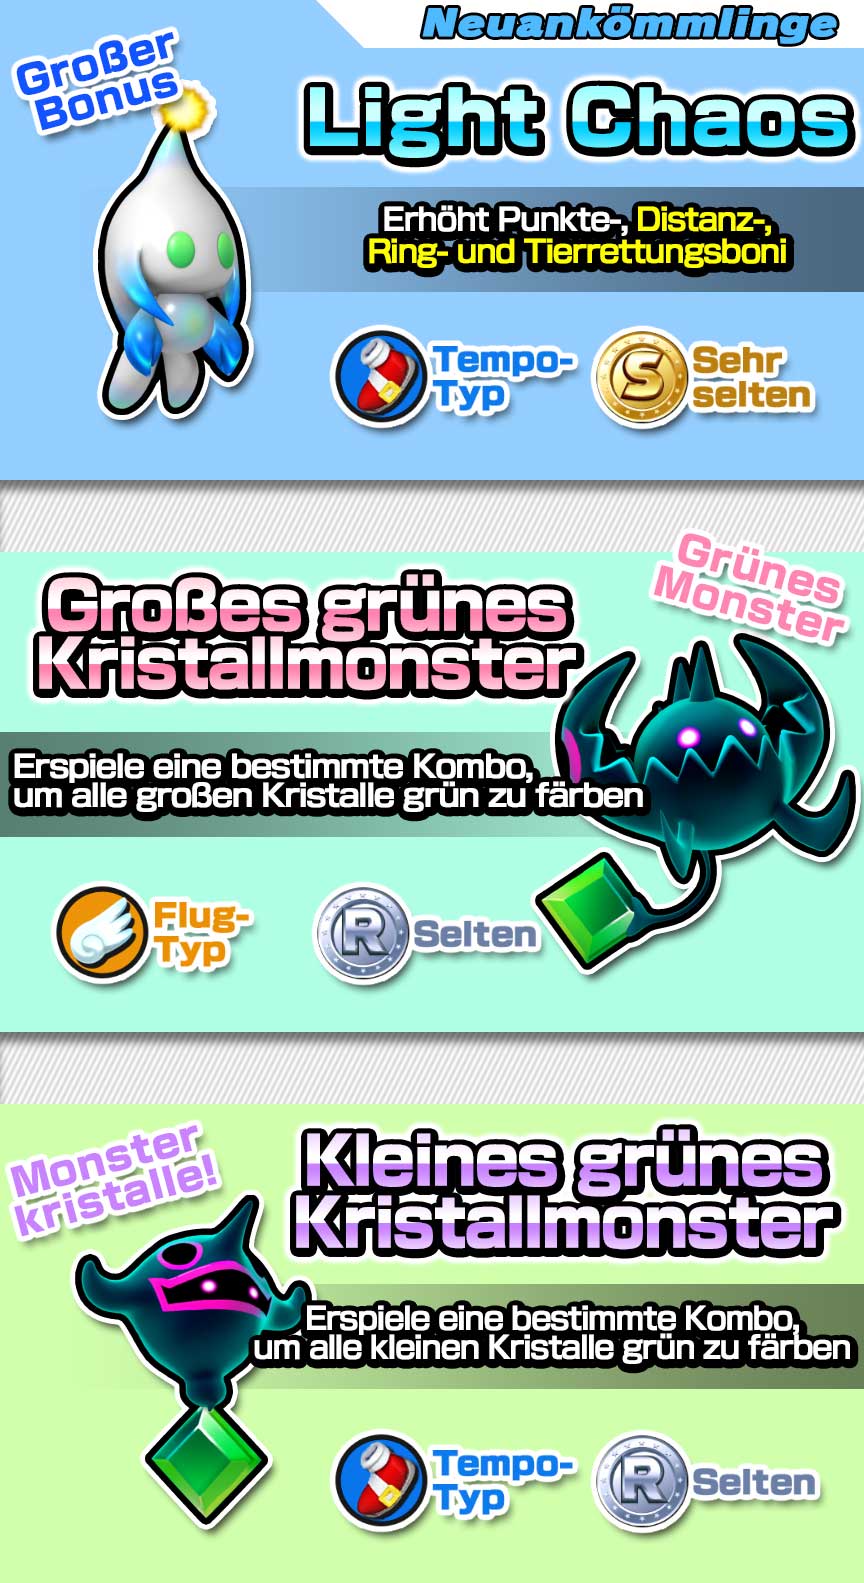 Neuankömmlinge
Großer
Bonus
Light Chaos
Erhöht Punkte-, Distanz-,
Ring- und Tierrettungsboni
Tempo-
Typ
S
Sehr
selten
Grünes
Monster
Großes grünes
Kristallmonster
Erspiele eine bestimmte Kombo,
um alle großen Kristalle grün zu färben
Flug-
Typ
R
Selten
Monster
kristalle!
Kleines grünes
Kristallmonster
Erspiele eine bestimmte Kombo,
um alle kleinen Kristalle grün zu färben
Tempo-
Typ
R
Selten